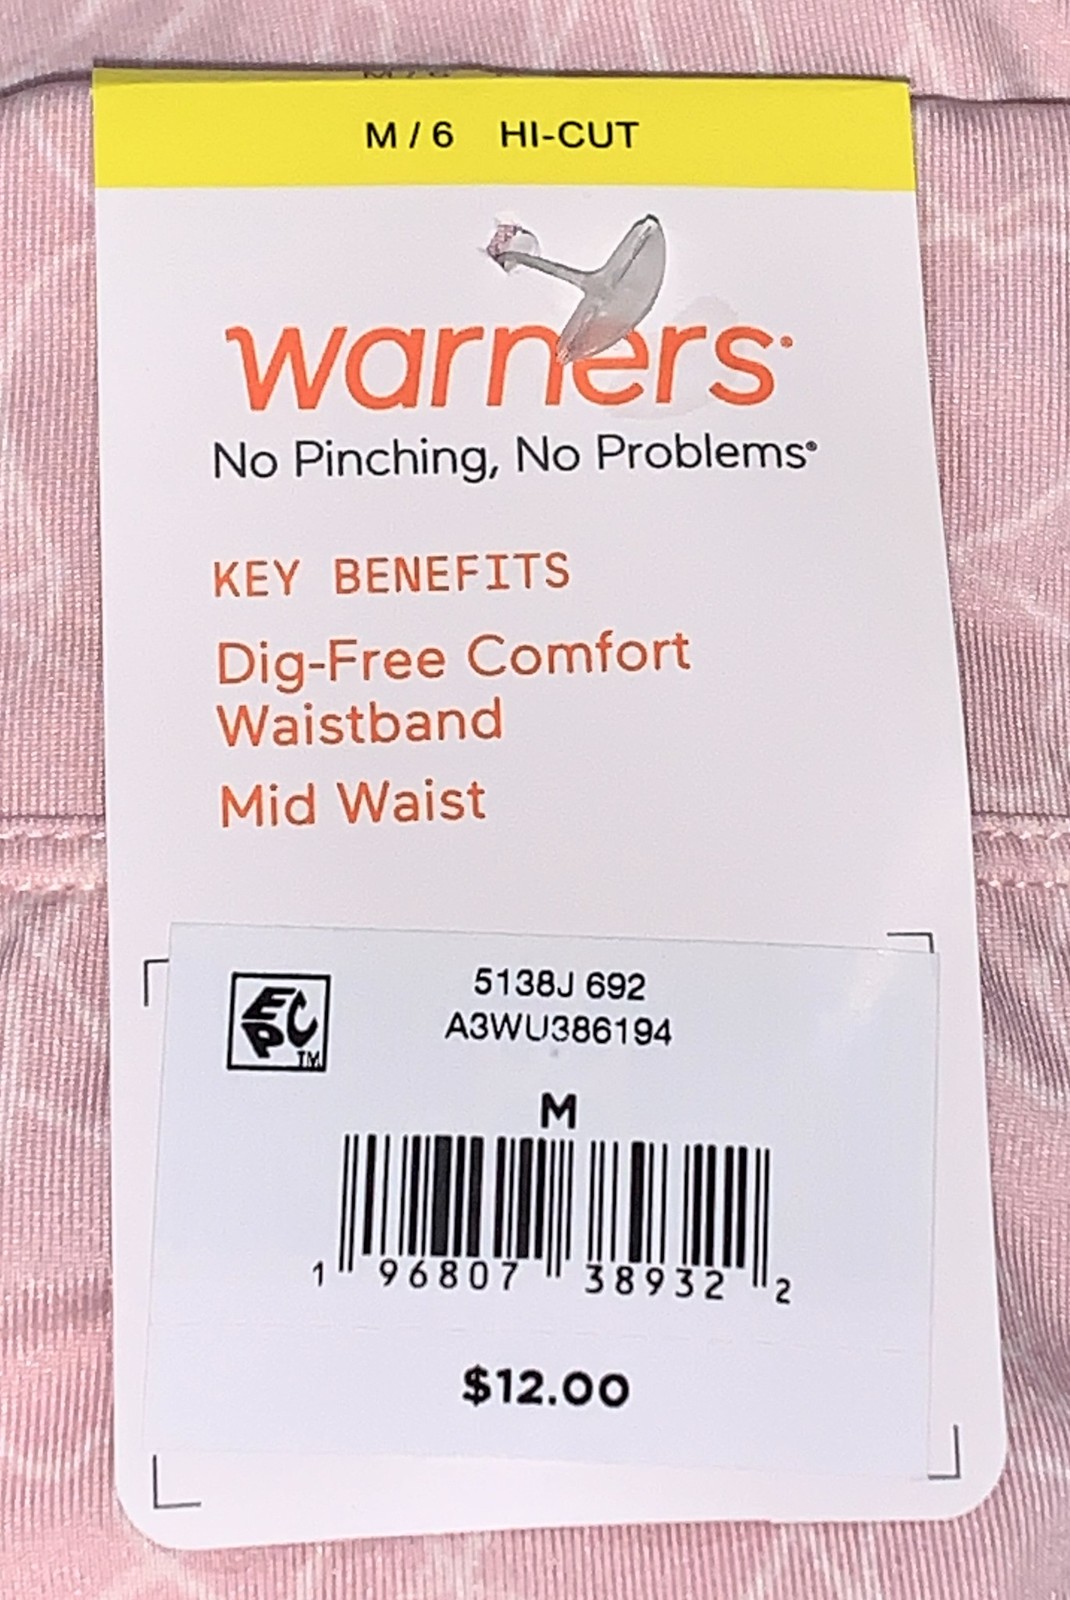 M / 6 HI-CUT
warners®
No Pinching, No Problems®
KEY BENEFITS
Dig-Free Comfort
Waistband
Mid Waist
EPC™
5138J 692
A3WU386194
M
1 96807 38932 2
$12.00